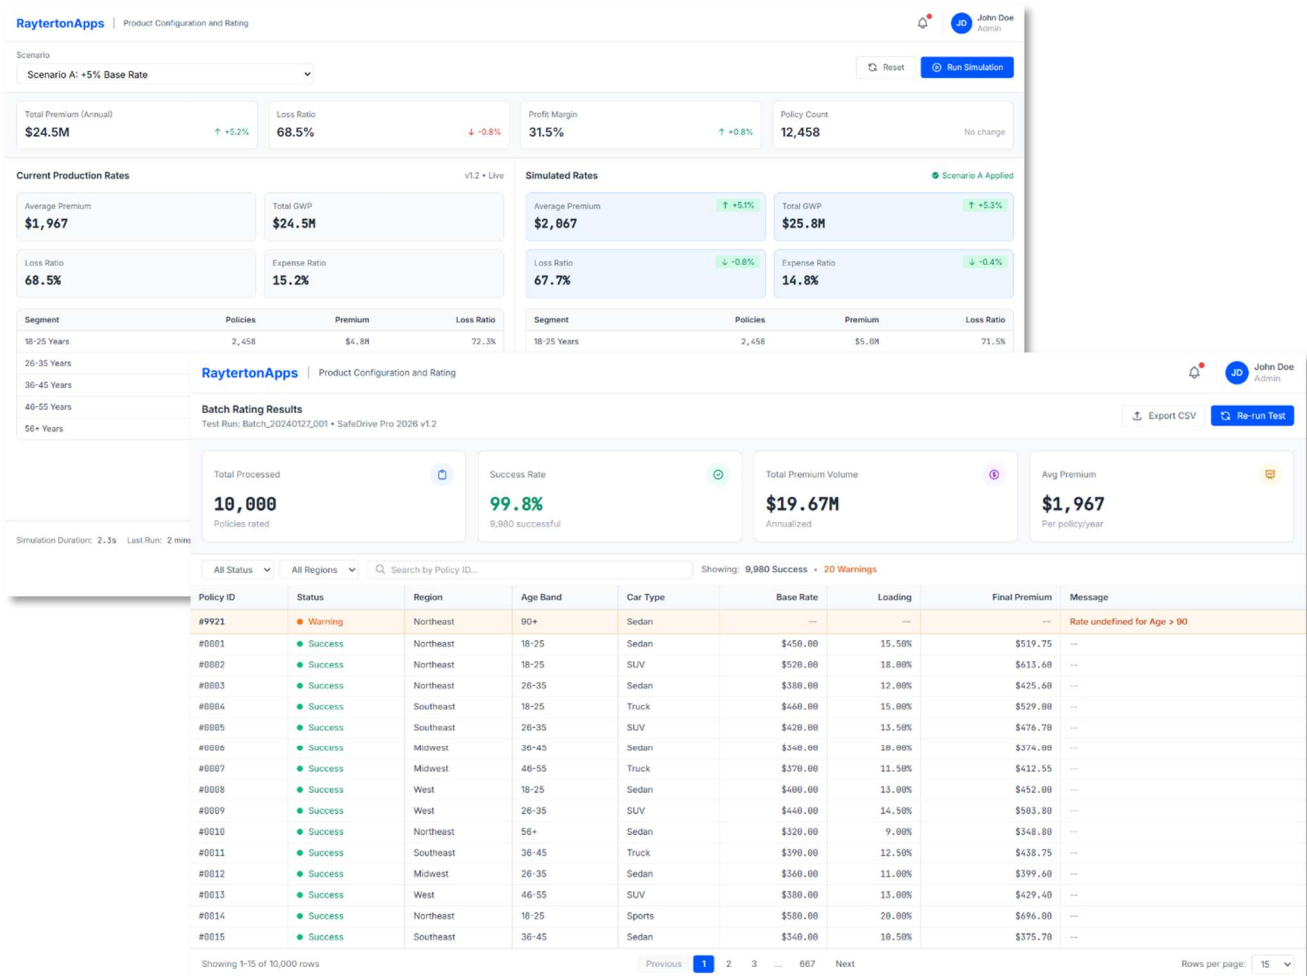 RaytertonApps | Product Configuration and Rating
JD John Doe
Admin
Scenario
Scenario A: +5% Base Rate
Reset Run Simulation
Total Premium (Annual)
$24.5M ↑ +5.2%
Loss Ratio
68.5% ↓ -0.8%
Profit Margin
31.5% ↑ +0.8%
Policy Count
12,458 No change
Current Production Rates v1.2 • Live
Average Premium
$1,967
Total GWP
$24.5M
Loss Ratio
68.5%
Expense Ratio
15.2%
Segment Policies Premium Loss Ratio
18-25 Years 2,458 $4.8M 72.3%
26-35 Years
36-45 Years
46-55 Years
56+ Years
Simulated Rates Scenario A Applied
Average Premium ↑ +5.1%
$2,067
Total GWP ↑ +5.3%
$25.8M
Loss Ratio ↓ -0.8%
67.7%
Expense Ratio ↓ -0.4%
14.8%
Segment Policies Premium Loss Ratio
18-25 Years 2,458 $5.0M 71.5%
Simulation Duration: 2.3s Last Run: 2 mins
RaytertonApps | Product Configuration and Rating
JD John Doe
Admin
Batch Rating Results
Test Run: Batch_20240127_001 • SafeDrive Pro 2026 v1.2
Export CSV Re-run Test
Total Processed
10,000
Policies rated
Success Rate
99.8%
9,980 successful
Total Premium Volume
$19.67M
Annualized
Avg Premium
$1,967
Per policy/year
All Status All Regions Search by Policy ID... Showing: 9,980 Success • 20 Warnings
Policy ID Status Region Age Band Car Type Base Rate Loading Final Premium Message
#9921 Warning Northeast 90+ Sedan -- -- -- Rate undefined for Age > 90
#0001 Success Northeast 18-25 Sedan $450.00 15.50% $519.75 --
#0002 Success Northeast 18-25 SUV $520.00 18.00% $613.60 --
#0003 Success Northeast 26-35 Sedan $380.00 12.00% $425.60 --
#0004 Success Southeast 18-25 Truck $460.00 15.00% $529.00 --
#0005 Success Southeast 26-35 SUV $420.00 13.50% $476.70 --
#0006 Success Midwest 36-45 Sedan $340.00 10.00% $374.00 --
#0007 Success Midwest 46-55 Truck $370.00 11.50% $412.55 --
#0008 Success West 18-25 Sedan $400.00 13.00% $452.00 --
#0009 Success West 26-35 SUV $440.00 14.50% $503.80 --
#0010 Success Northeast 56+ Sedan $320.00 9.00% $348.80 --
#0011 Success Southeast 36-45 Truck $390.00 12.50% $438.75 --
#0012 Success Midwest 26-35 Sedan $360.00 11.00% $399.60 --
#0013 Success West 46-55 SUV $380.00 13.00% $429.40 --
#0014 Success Northeast 18-25 Sports $580.00 20.00% $696.00 --
#0015 Success Southeast 36-45 Sedan $340.00 10.50% $375.70 --
Showing 1-15 of 10,000 rows Previous 1 2 3 ... 667 Next Rows per page: 15